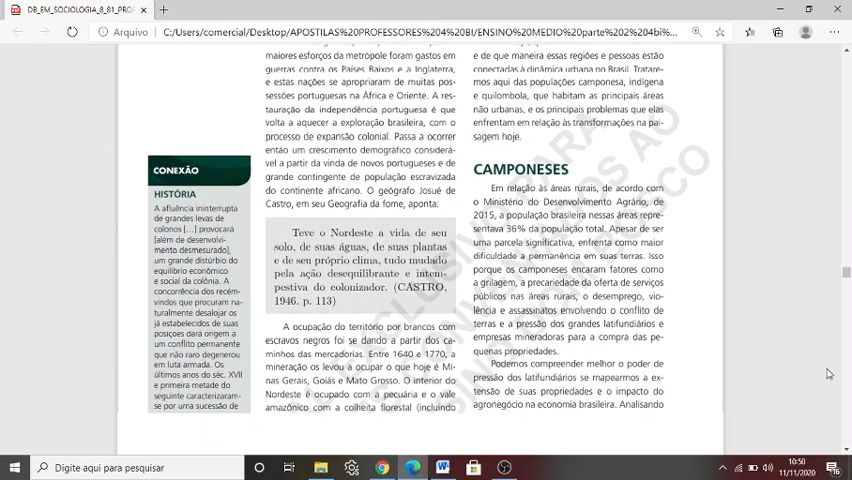 DB_EM_SOCIOLOGIA_8_81_PROF
Arquivo
C:/Users/comercial/Desktop/APOSTILAS%20PROFESSORES%204%20BI/ENSINO%20MEDIO%20parte%202%204bi%...
maiores esforços da metrópole foram gastos em
guerras contra os Países Baixos e a Inglaterra,
e estas nações se apropriaram de muitas pos-
sessões portuguesas na África e Oriente. A res-
tauração da independência portuguesa é que
volta a aquecer a exploração brasileira, com o
processo de expansão colonial. Passa a ocorrer
então um crescimento demográfico considerá-
vel a partir da vinda de novos portugueses e de
grande contingente de população escravizada
do continente africano. O geógrafo Josué de
Castro, em seu Geografia da fome, aponta:
Teve o Nordeste a vida de seu
solo, de suas águas, de suas plantas
e de seu próprio clima, tudo mudado
pela ação desequilibrante e intem-
pestiva do colonizador. (CASTRO,
1946. p. 113)
A ocupação do território por brancos com
escravos negros foi se dando a partir dos ca-
minhos das mercadorias. Entre 1640 e 1770, a
mineração os levou a ocupar o que hoje é Mi-
nas Gerais, Goiás e Mato Grosso. O interior do
Nordeste é ocupado com a pecuária e o vale
amazônico com a colheita florestal (incluindo
CONEXÃO
HISTÓRIA
A afluência ininterrupta
de grandes levas de
colonos [...] provocará
[além de desenvolvi-
mento desmesurado],
um grande distúrbio do
equilíbrio econômico
e social da colônia. A
concorrência dos recém-
vindos que procuram na-
turalmente desalojar os
já estabelecidos de suas
posiçoes dará origem a
um conflito permanente
que não raro degenerou
em luta armada. Os
últimos anos do séc. XVII
e primeira metade do
seguinte caracterizaram-
se por uma sucessão de
e de que maneira essas regiões e pessoas estão
conectadas à dinâmica urbana no Brasil. Tratare-
mos aqui das populações camponesa, indígena
e quilombola, que habitam as principais áreas
não urbanas, e os principais problemas que elas
enfrentam em relação às transformações na pai-
sagem hoje.
CAMPONESES
Em relação às áreas rurais, de acordo com
o Ministério do Desenvolvimento Agrário, de
2015, a população brasileira nessas áreas repre-
sentava 36% da população total. Apesar de ser
uma parcela significativa, enfrenta como maior
dificuldade a permanência em suas terras. Isso
porque os camponeses encaram fatores como
a grilagem, a precariedade da oferta de serviços
públicos nas áreas rurais, o desemprego, vio-
lência e assassinatos envolvendo o conflito de
terras e a pressão dos grandes latifundiários e
empresas mineradoras para a compra das pe-
quenas propriedades.
Podemos compreender melhor o poder de
pressão dos latifundiários se mapearmos a ex-
tensão de suas propriedades e o impacto do
agronegócio na economia brasileira. Analisando
EXCLUSIVO PARA
CONVENIADOS AO
SISTEMA DOM BOSCO
Digite aqui para pesquisar
10:50
11/11/2020